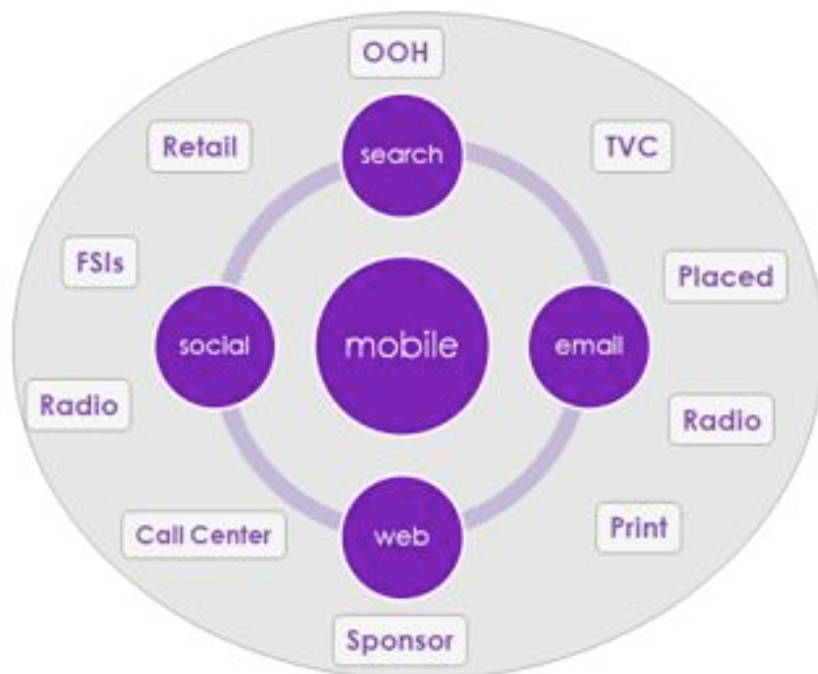 OOH
Retail
search
TVC
FSIs
Placed
social
mobile
email
Radio
Radio
Call Center
web
Print
Sponsor